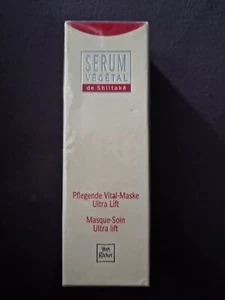 SERUM
VÉGÉTAL
de Shiitaké
Pflegende Vital-Maske
Ultra Lift
Masque-Soin
Ultra lift
Yves
Rocher